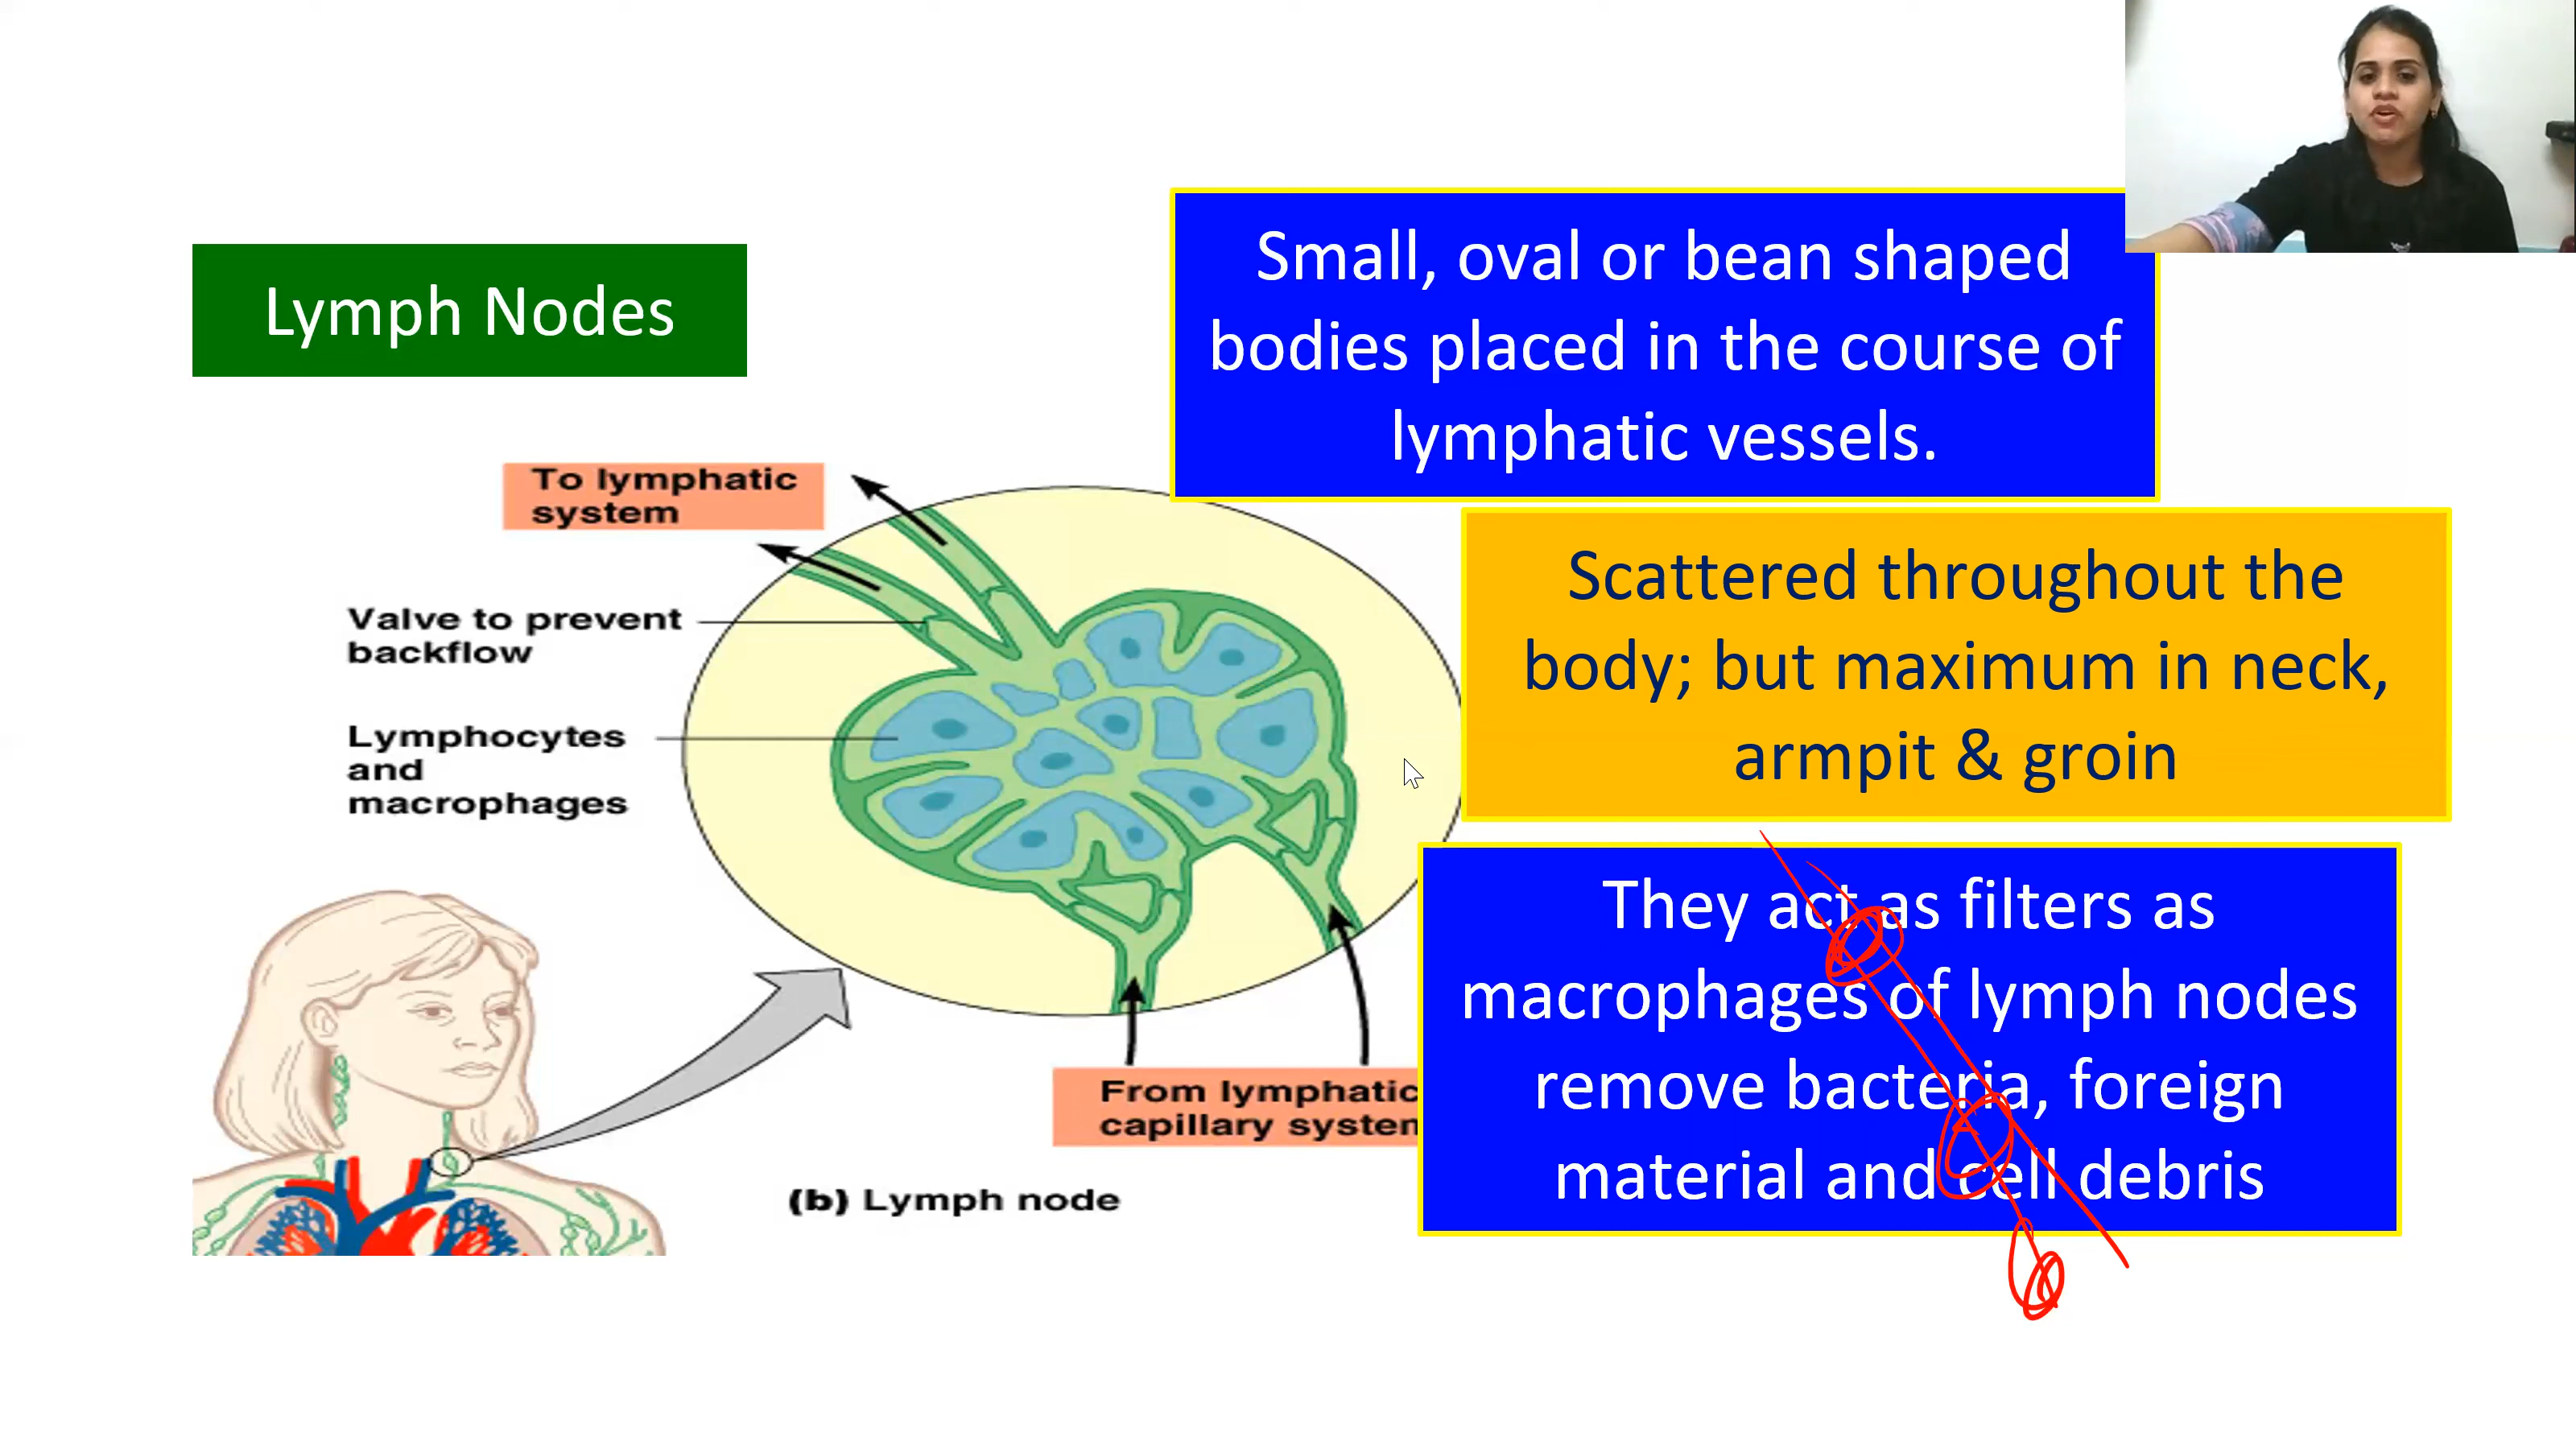 Lymph Nodes
Small, oval or bean shaped
bodies placed in the course of
lymphatic vessels.
To lymphatic
system
Valve to prevent
backflow
Lymphocytes
and
macrophages
Scattered throughout the
body; but maximum in neck,
armpit & groin
They act as filters as
macrophages of lymph nodes
remove bacteria, foreign
material and cell debris
From lymphatic
capillary system
(b) Lymph node